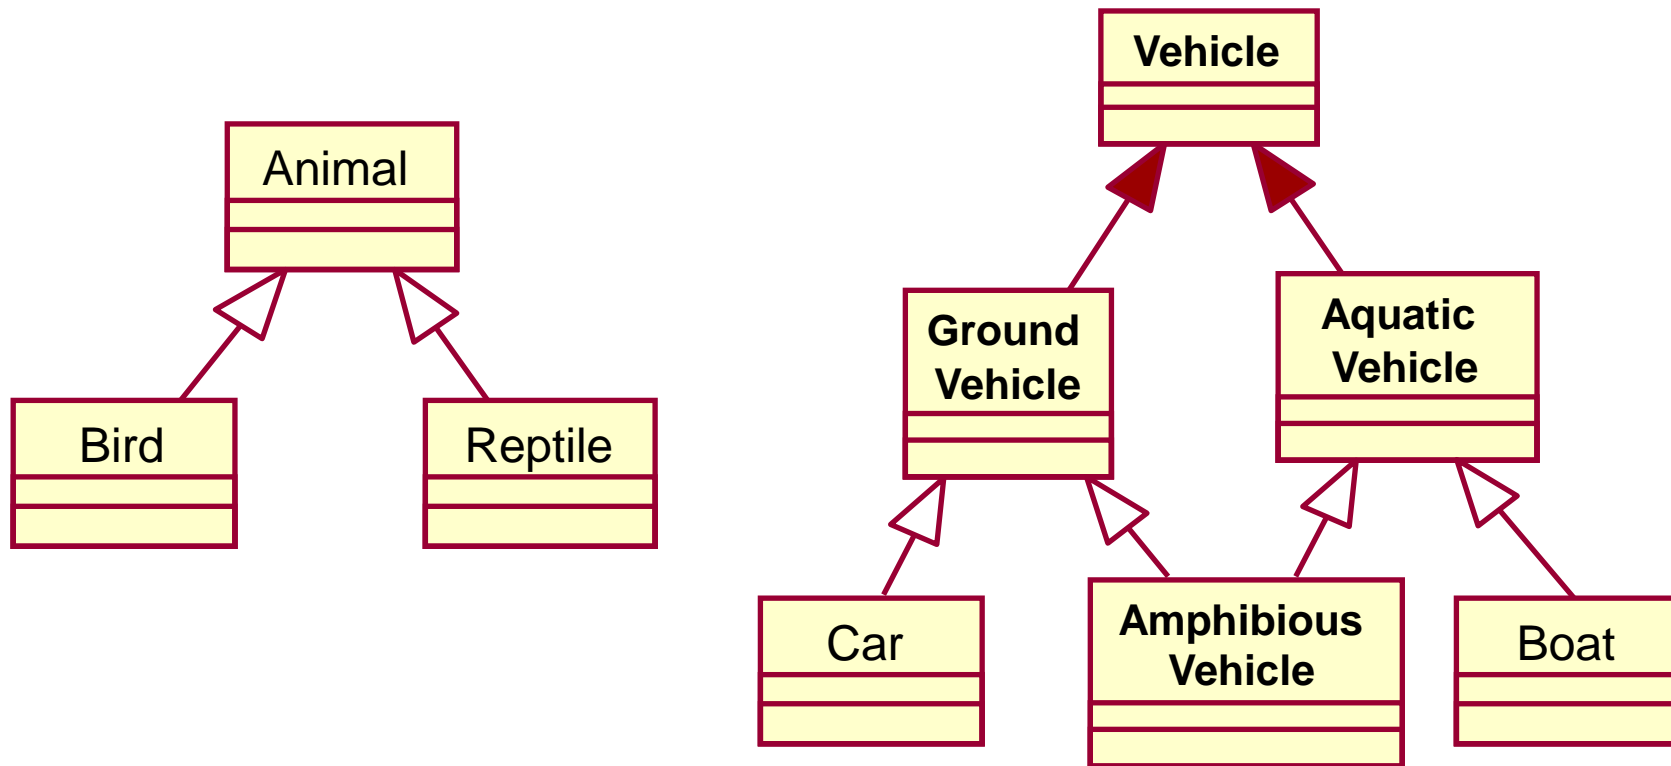 Animal
Bird
Reptile
Vehicle
Ground
Vehicle
Aquatic
Vehicle
Car
Amphibious
Vehicle
Boat